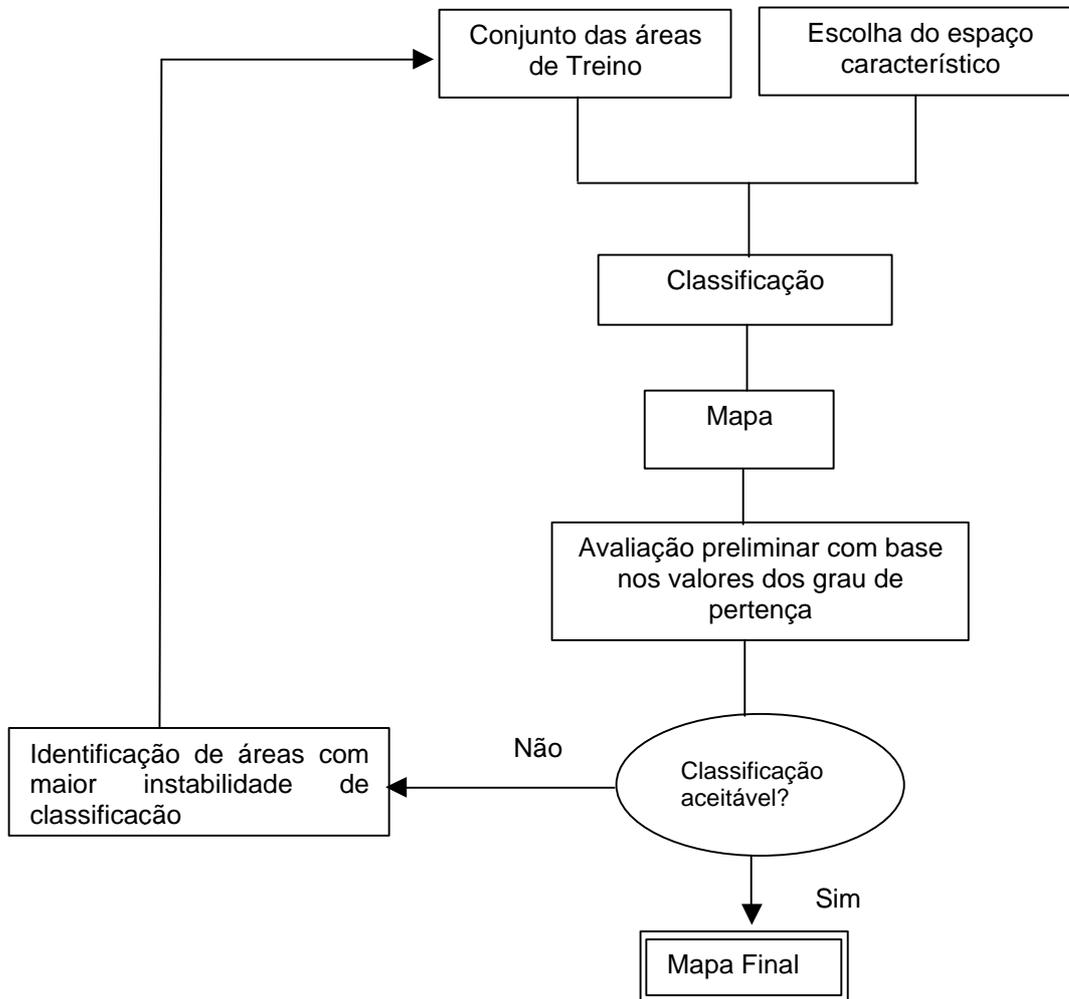 Conjunto das áreas
de Treino
Escolha do espaço
característico
Classificação
Mapa
Avaliação preliminar com base
nos valores dos grau de
pertença
Não
Identificação de áreas com
maior instabilidade de
classificação
Classificação
aceitável?
Sim
Mapa Final